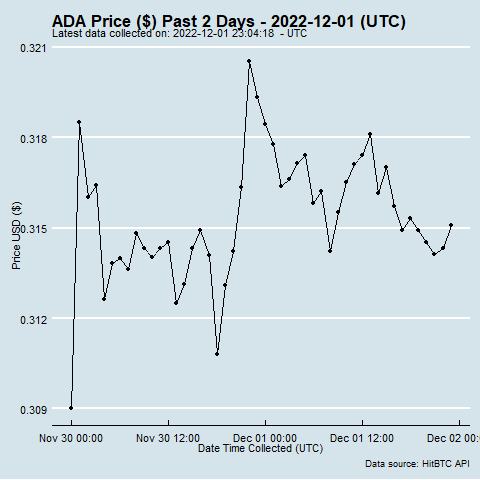 ADA Price ($) Past 2 Days - 2022-12-01 (UTC)
Latest data collected on: 2022-12-01 23:04:18 - UTC
0.321
0.318
0.315
0.312
0.309
Price USD ($)
Nov 30 00:00 Nov 30 12:00 Dec 01 00:00 Dec 01 12:00 Dec 02 00
Date Time Collected (UTC)
Data source: HitBTC API